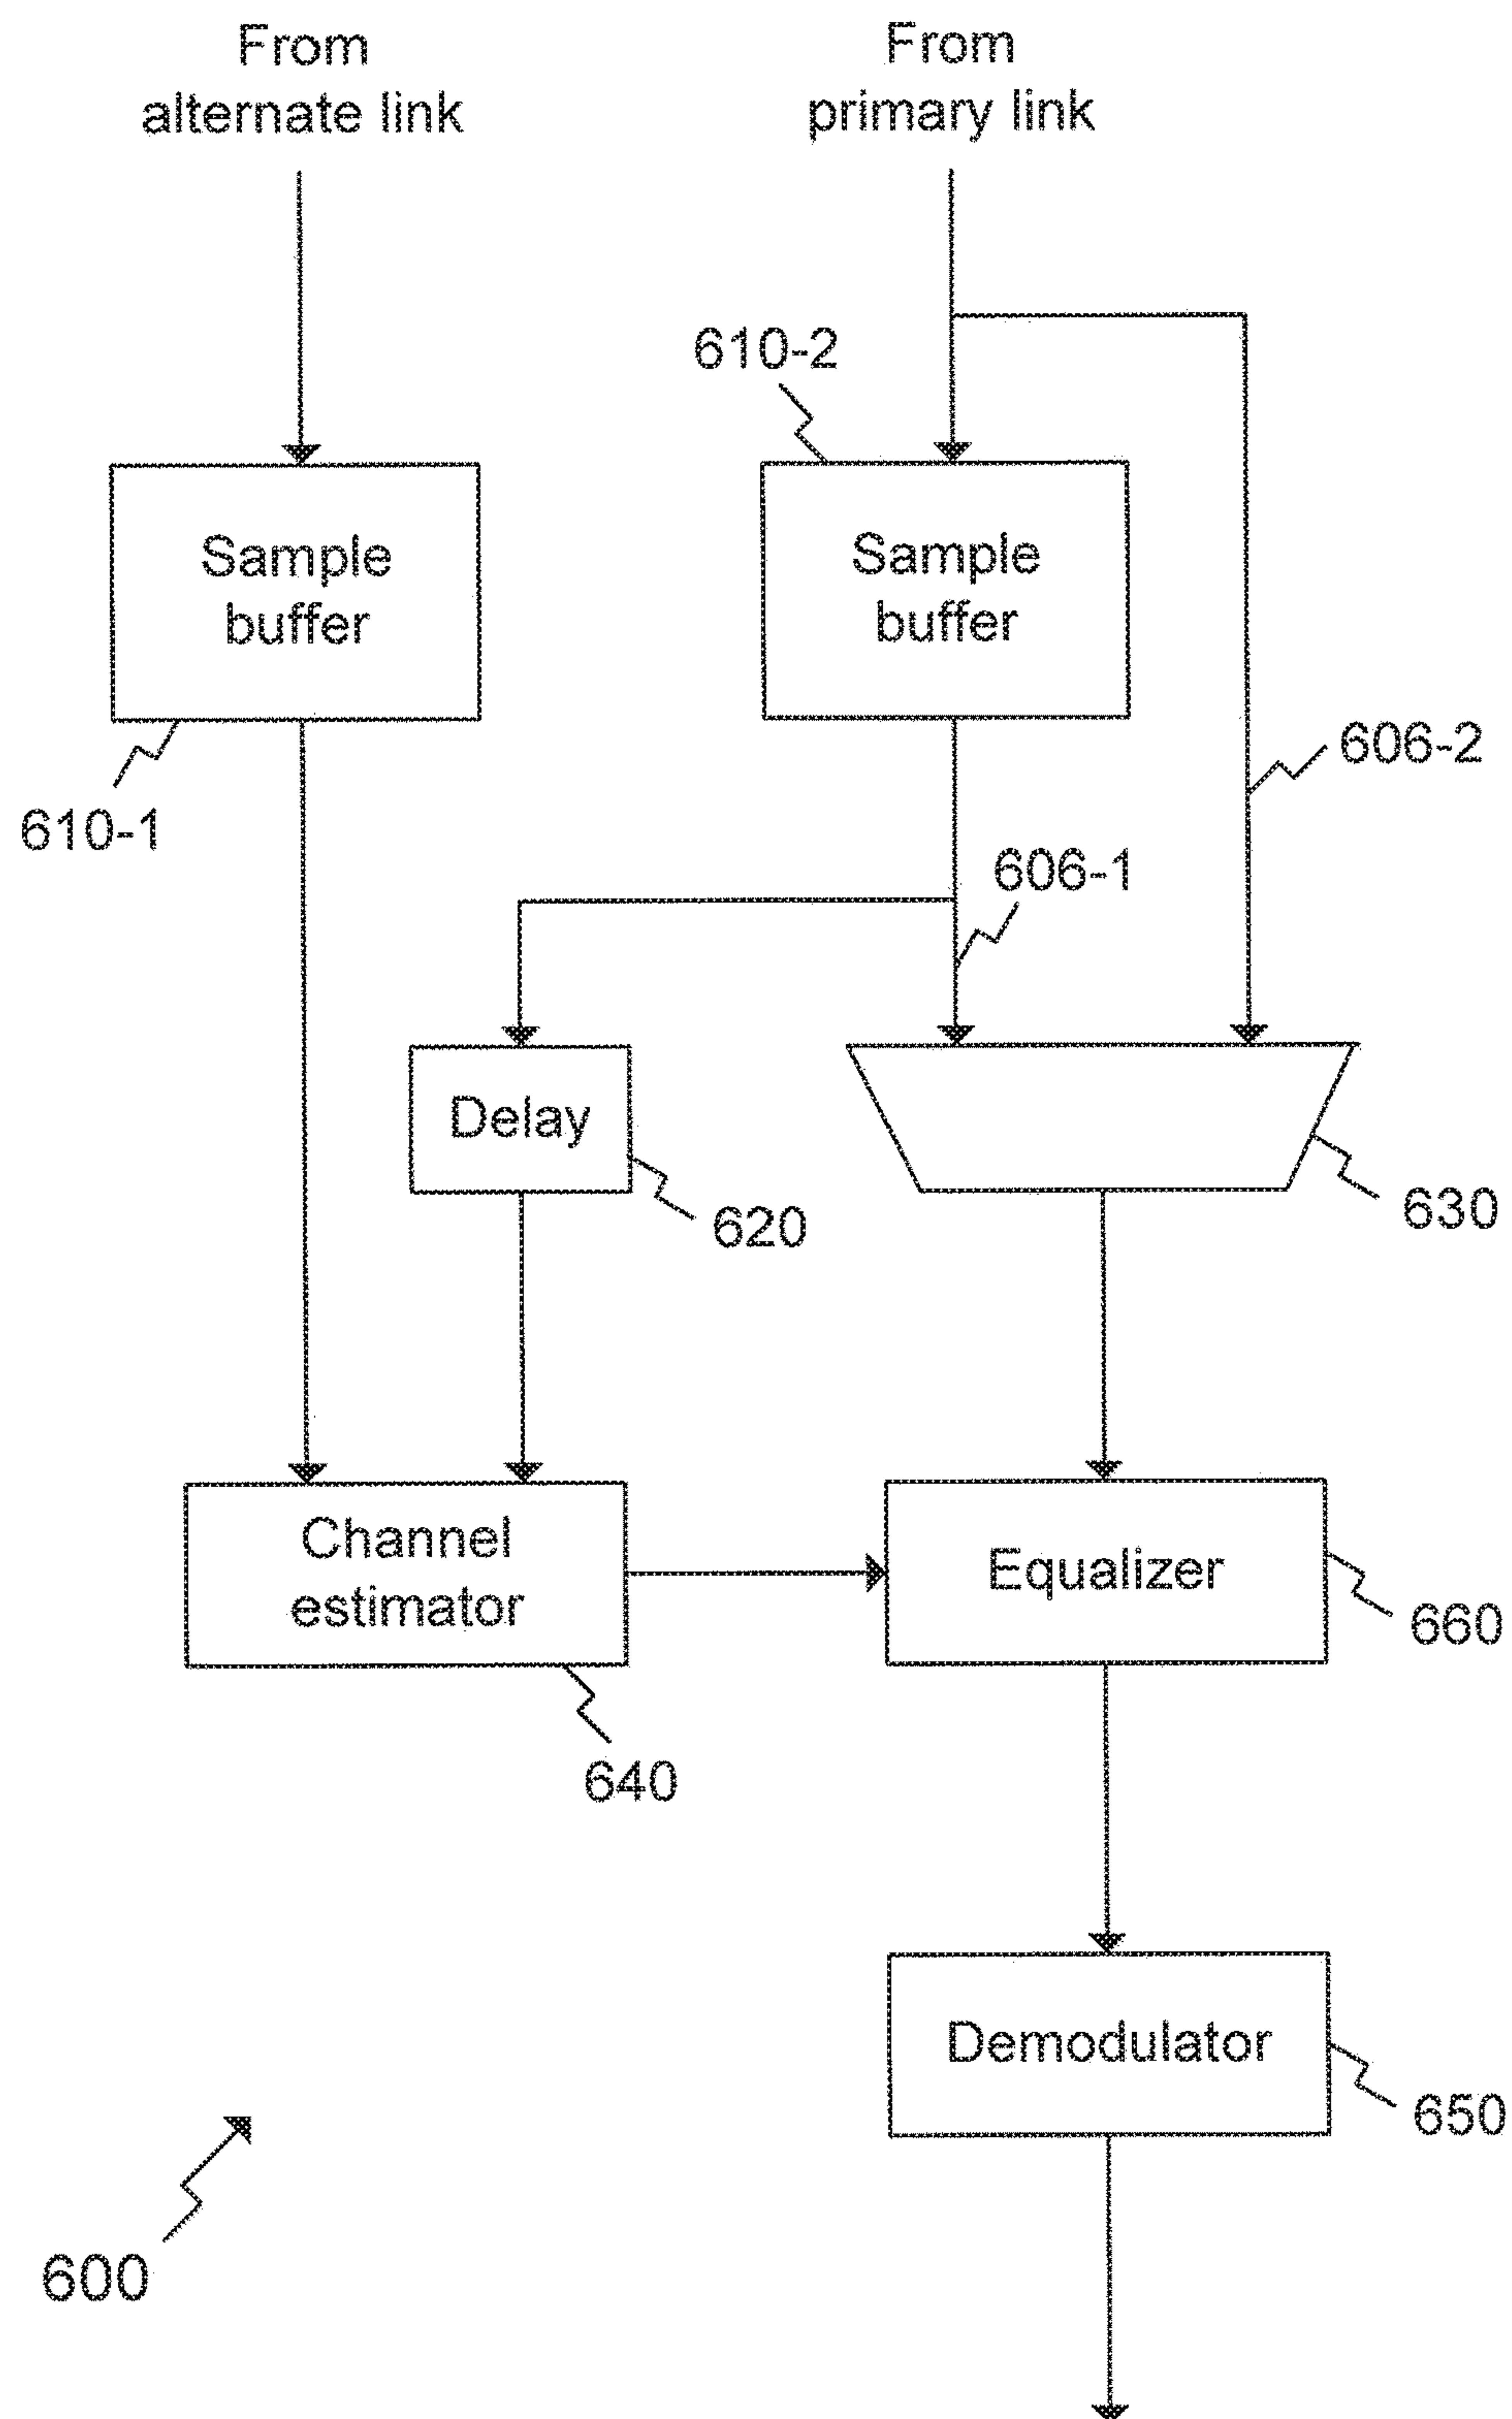 From
alternate link
From
primary link
610-2
Sample
buffer
Sample
buffer
606-2
610-1
606-1
Delay
620
630
Channel
estimator
Equalizer
660
640
Demodulator
650
600